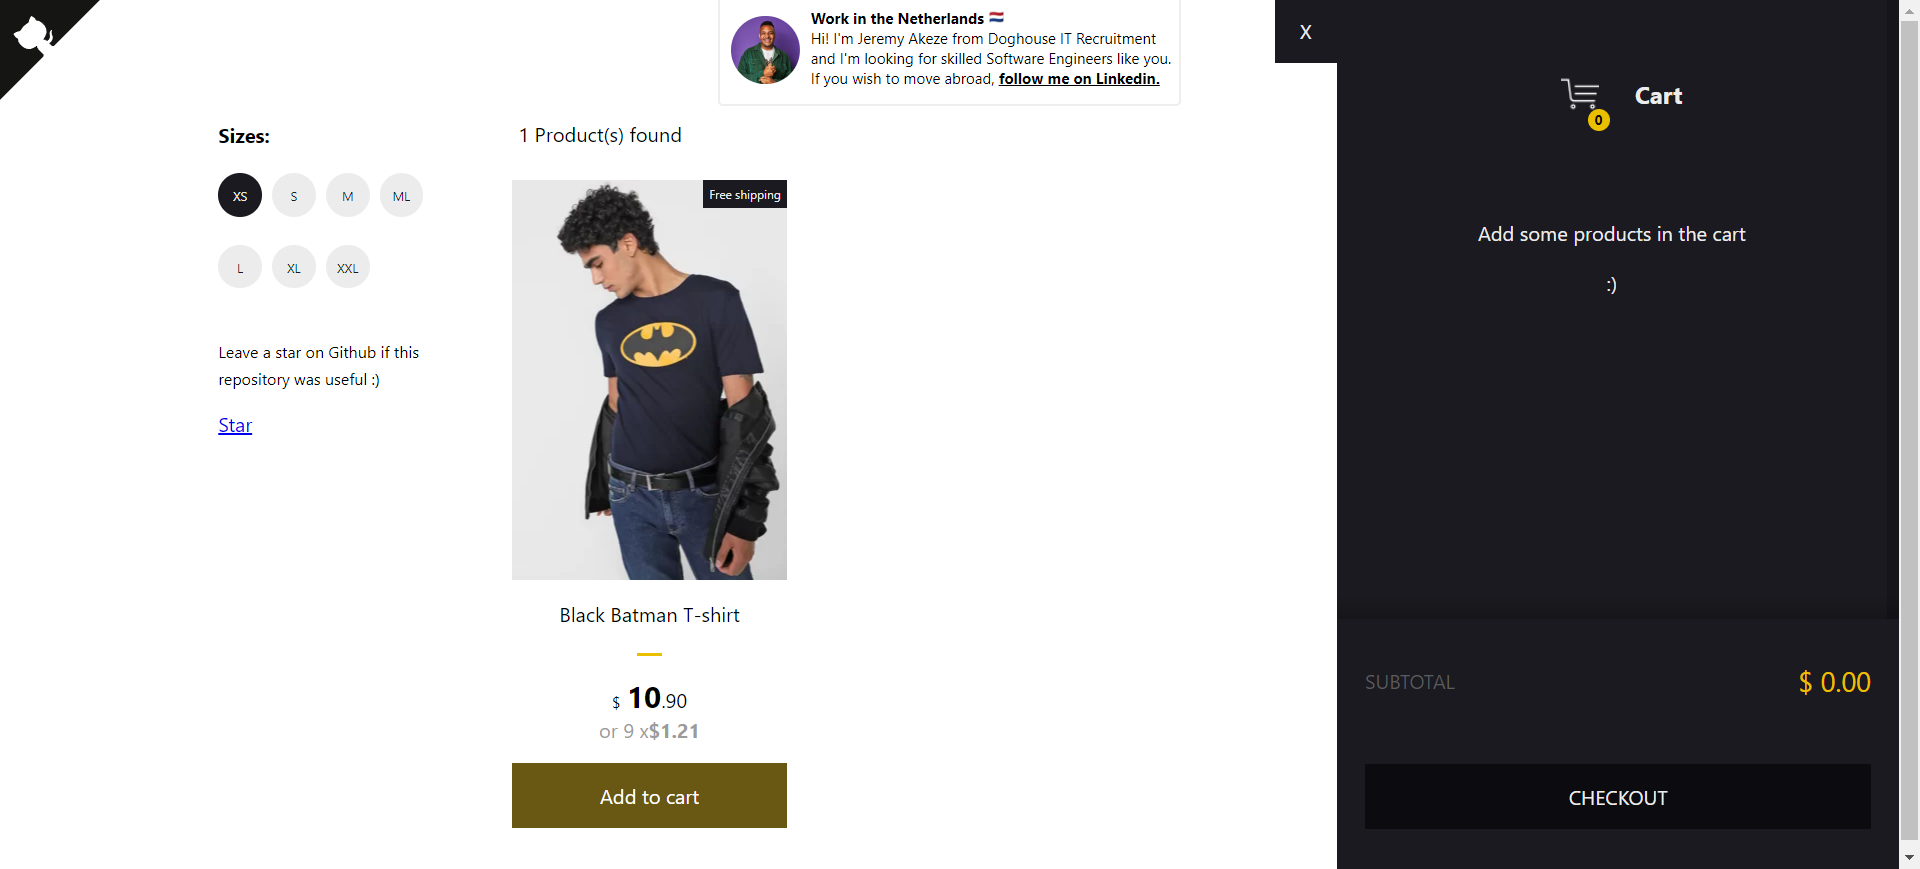 Work in the Netherlands 🇳🇱
Hi! I'm Jeremy Akeze from Doghouse IT Recruitment
and I'm looking for skilled Software Engineers like you.
If you wish to move abroad, follow me on Linkedin.
X
Cart
0
Sizes:
XS S M ML
L XL XXL
Leave a star on Github if this
repository was useful :)
Star
1 Product(s) found
Free shipping
Black Batman T-shirt
$ 10.90
or 9 x$1.21
Add to cart
Add some products in the cart
:)
SUBTOTAL
$ 0.00
CHECKOUT